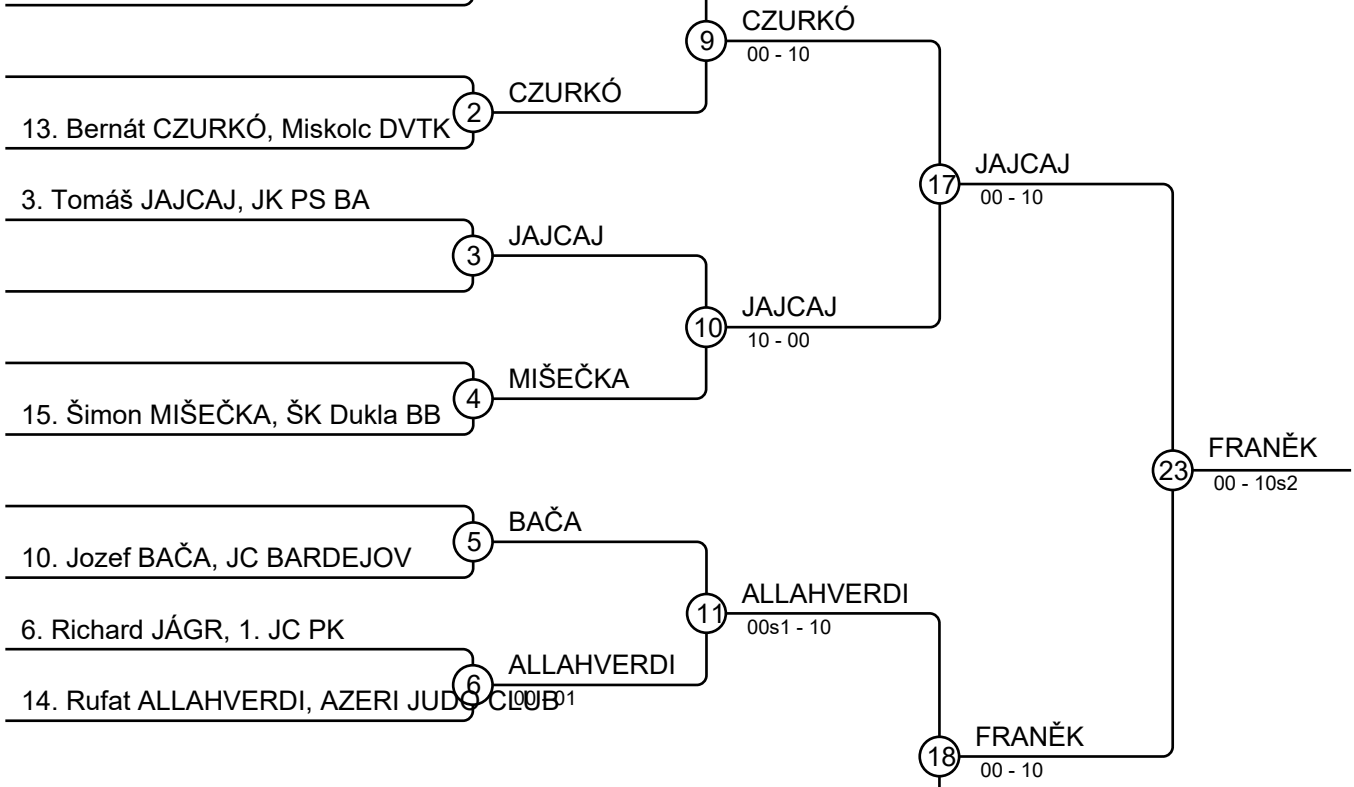 CZURKÓ
9
00 - 10
CZURKÓ
2
13. Bernát CZURKÓ, Miskolc DVTK
JAJCAJ
17
00 - 10
3. Tomáš JAJCAJ, JK PS BA
JAJCAJ
3
JAJCAJ
10
10 - 00
MIŠEČKA
4
15. Šimon MIŠEČKA, ŠK Dukla BB
FRANĚK
23
00 - 10s2
BAČA
5
10. Jozef BAČA, JC BARDEJOV
ALLAHVERDI
11
00s1 - 10
6. Richard JÁGR, 1. JC PK
ALLAHVERDI
6
00 - 01
14. Rufat ALLAHVERDI, AZERI JUDO CLUB
FRANĚK
18
00 - 10